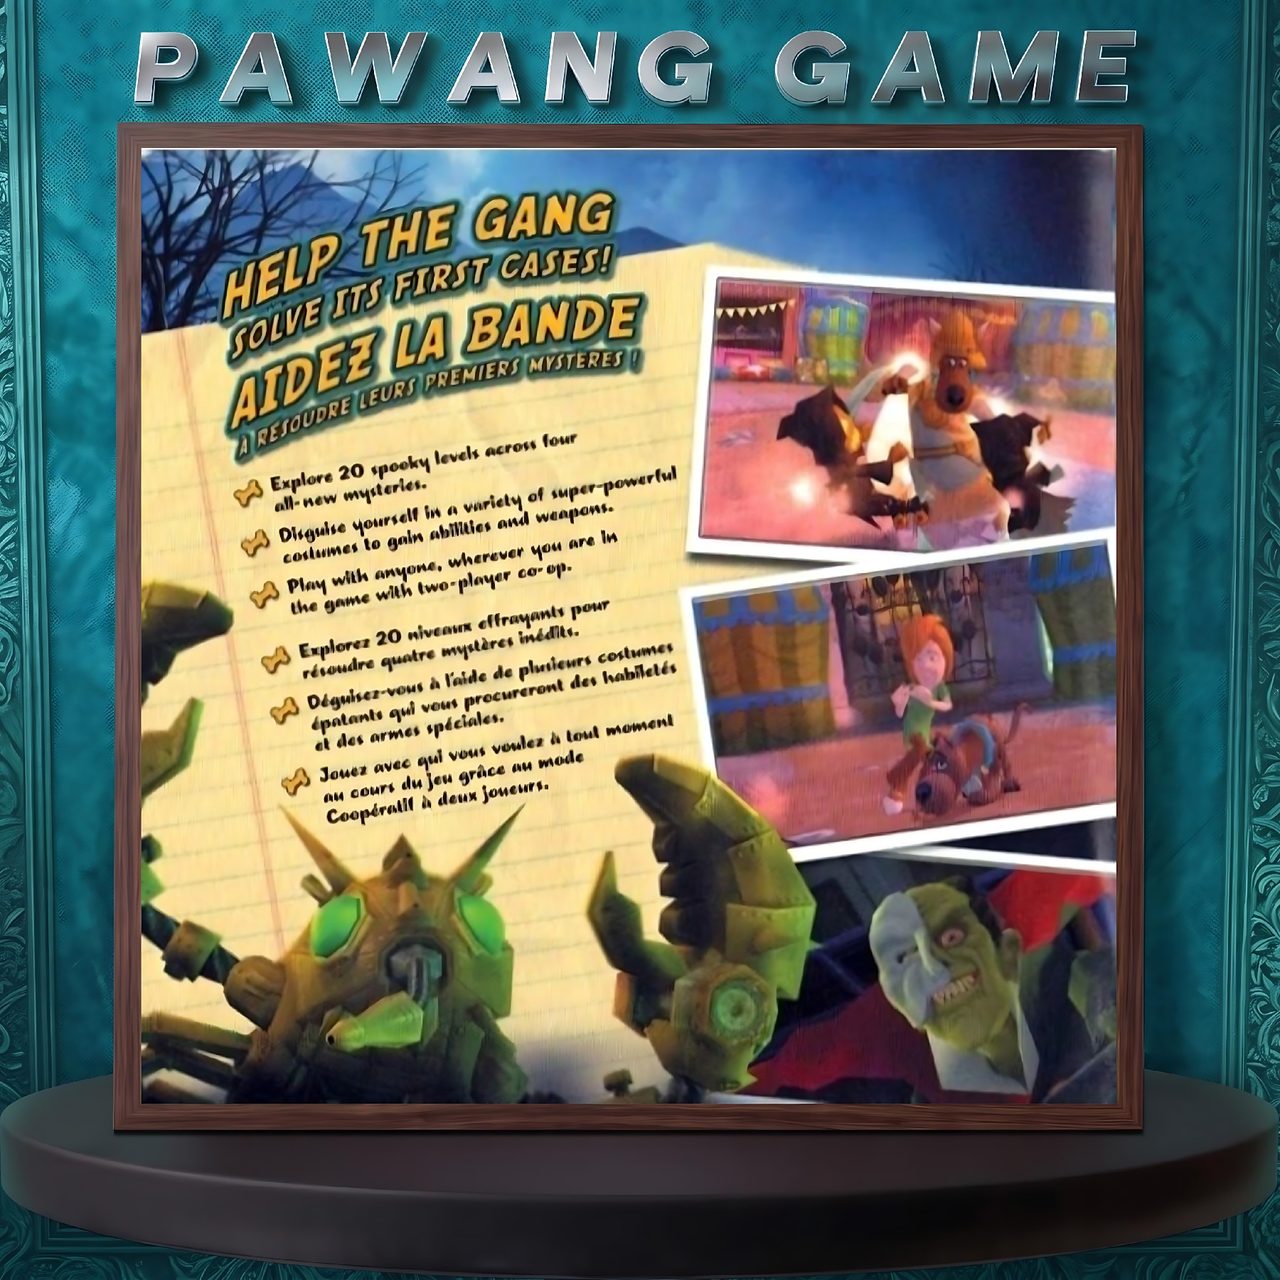 PAWANG GAME
HELP THE GANG
SOLVE ITS FIRST CASES!
AIDEZ LA BANDE
À RÉSOUDRE LEURS PREMIERS MYSTÈRES !
Explore 20 spooky levels across four
all-new mysteries.
Disguise yourself in a variety of super-powerful
costumes to gain abilities and weapons.
Play with anyone, wherever you are in
the game with two-player co-op.
Explorez 20 niveaux effrayants pour
résoudre quatre mystères inédits.
Déguisez-vous à l'aide de plusieurs costumes
épatants qui vous procureront des habiletés
et des armes spéciales.
Jouez avec qui vous voulez à tout moment
au cours du jeu grâce au mode
Coopératif à deux joueurs.